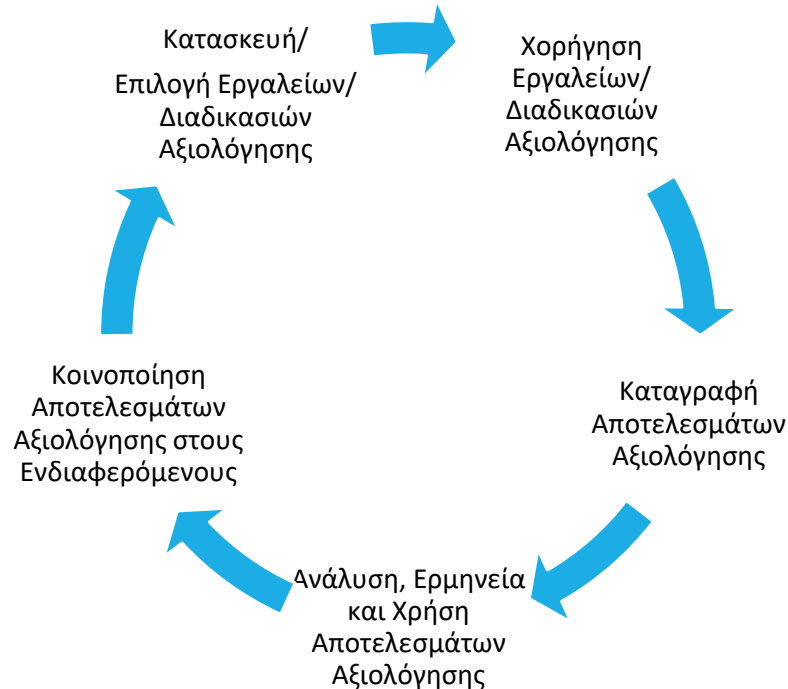 Κατασκευή/
Επιλογή Εργαλείων/
Διαδικασιών
Αξιολόγησης
Χορήγηση
Εργαλείων/
Διαδικασιών
Αξιολόγησης
Καταγραφή
Αποτελεσμάτων
Αξιολόγησης
Ανάλυση, Ερμηνεία
και Χρήση
Αποτελεσμάτων
Αξιολόγησης
Κοινοποίηση
Αποτελεσμάτων
Αξιολόγησης στους
Ενδιαφερόμενους